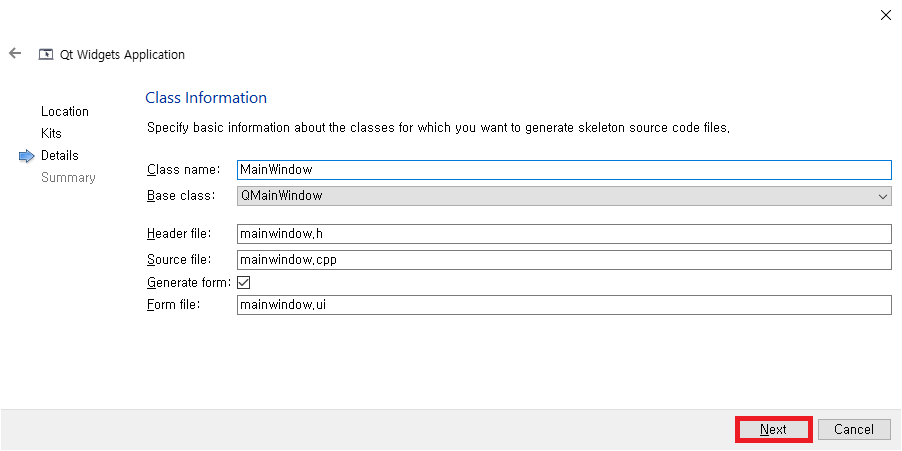 Qt Widgets Application
Location
Kits
Details
Summary
Class Information
Specify basic information about the classes for which you want to generate skeleton source code files.
Class name: MainWindow
Base class: QMainWindow
Header file: mainwindow.h
Source file: mainwindow.cpp
Generate form:
Form file: mainwindow.ui
Next Cancel